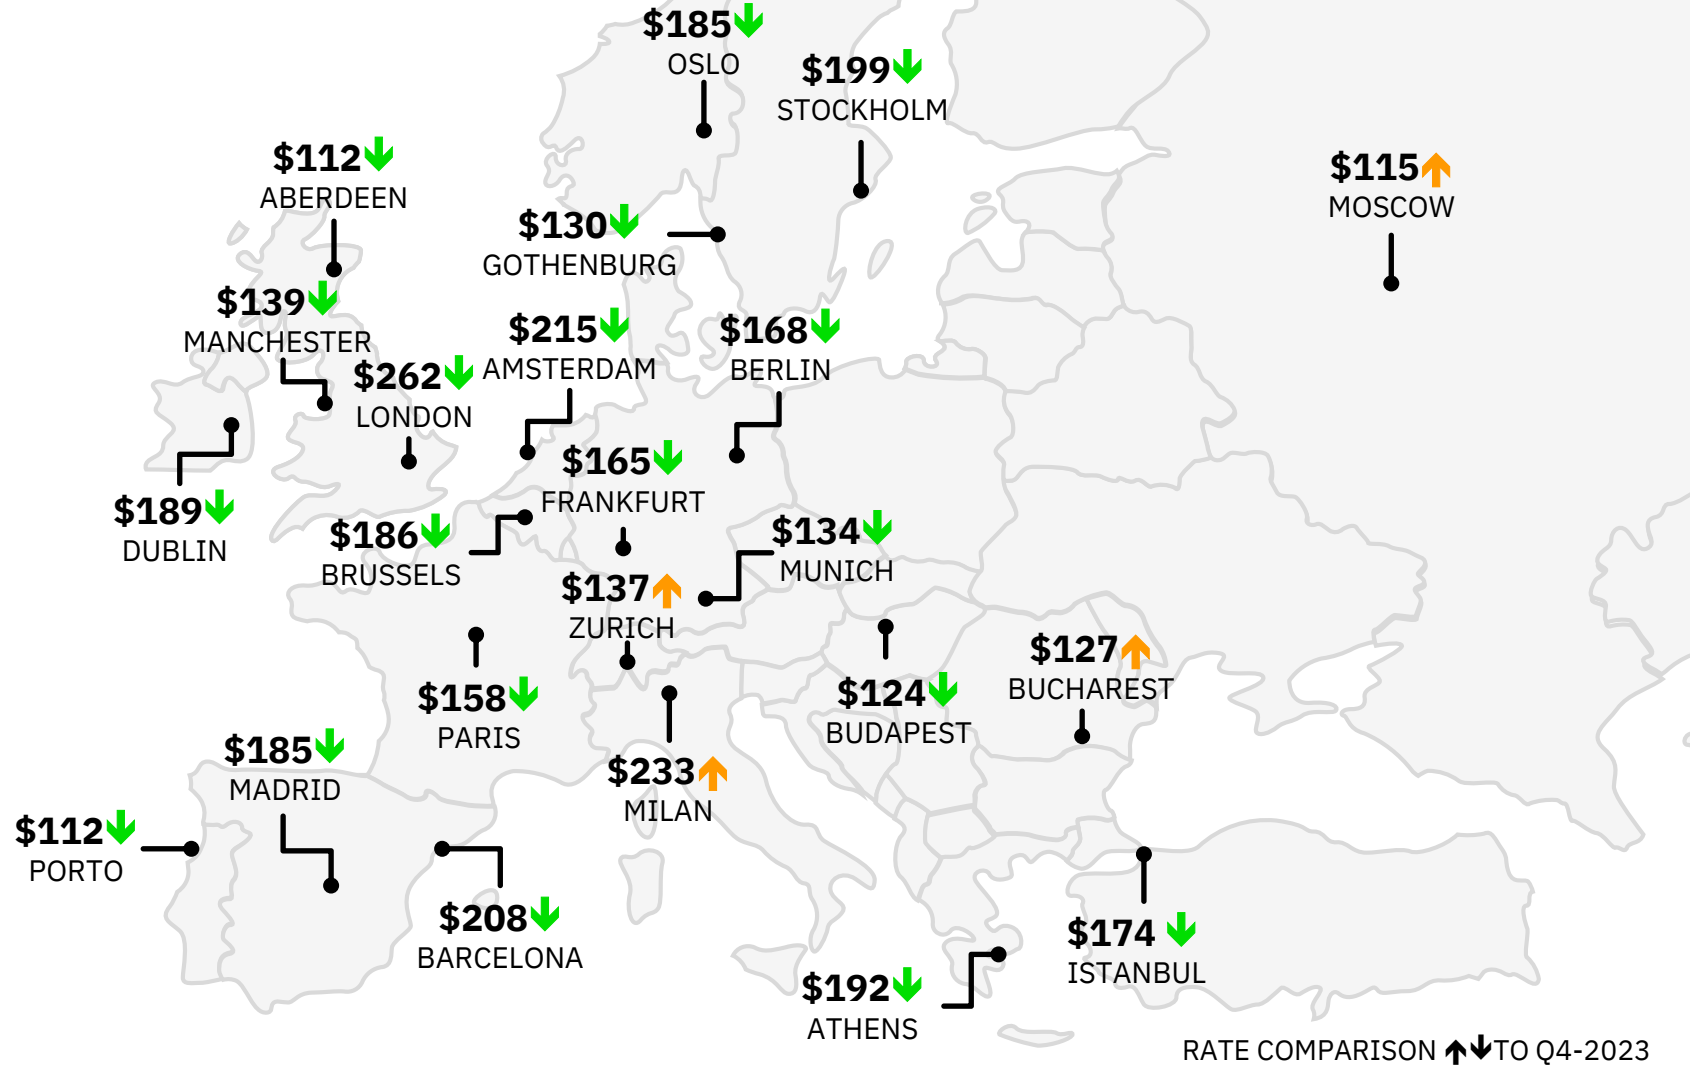 $185
OSLO
$199
STOCKHOLM
$112
ABERDEEN
$115
MOSCOW
$130
GOTHENBURG
$139
MANCHESTER
$215
AMSTERDAM
$168
BERLIN
$262
LONDON
$165
FRANKFURT
$189
DUBLIN
$186
BRUSSELS
$134
MUNICH
$137
ZURICH
$127
BUCHAREST
$158
PARIS
$124
BUDAPEST
$185
MADRID
$233
MILAN
$112
PORTO
$208
BARCELONA
$174
ISTANBUL
$192
ATHENS
RATE COMPARISON ↑↓TO Q4-2023